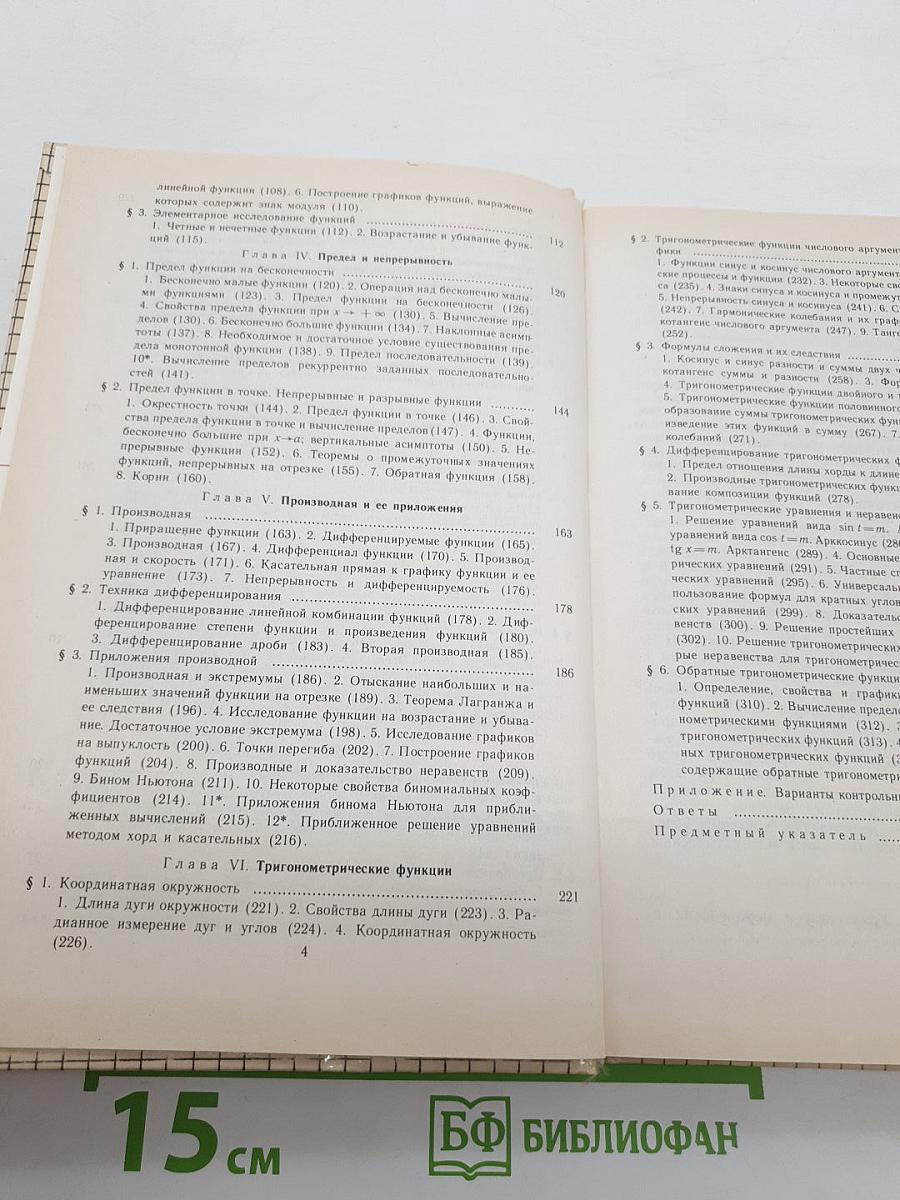 линейной функции (108). 6. Построение графиков функций, выражение
которых содержит знак модуля (110).
§ 3. Элементарное исследование функций .......... 112
1. Четные и нечетные функции (112). 2. Возрастание и убывание функ-
ций (115).
Глава IV. Предел и непрерывность
§ 1. Предел функции на бесконечности .......... 120
1. Бесконечно малые функции (120). 2. Операция над бесконечно малы-
ми функциями (123). 3. Предел функции на бесконечности (126).
4. Свойства предела функции при x → + ∞ (130). 5. Вычисление пре-
делов (130). 6. Бесконечно большие функции (134). 7. Наклонные асимп-
тоты (137). 8. Необходимое и достаточное условие существования пре-
дела монотонной функции (138). 9. Предел последовательности (139).
10*. Вычисление пределов рекуррентно заданных последовательно-
стей (141).
§ 2. Предел функции в точке. Непрерывные и разрывные функции .......... 144
1. Окрестность точки (144). 2. Предел функции в точке (146). 3. Свой-
ства предела функции в точке и вычисление пределов (147). 4. Функции,
бесконечно большие при x→a; вертикальные асимптоты (150). 5. Не-
прерывные функции (152). 6. Теоремы о промежуточных значениях
функций, непрерывных на отрезке (155). 7. Обратная функция (158).
8. Корни (160).
Глава V. Производная и ее приложения
§ 1. Производная .......... 163
1. Приращение функции (163). 2. Дифференцируемые функции (165).
3. Производная (167). 4. Дифференциал функции (170). 5. Производ-
ная и скорость (171). 6. Касательная прямая к графику функции и ее
уравнение (173). 7. Непрерывность и дифференцируемость (176).
§ 2. Техника дифференцирования .......... 178
1. Дифференцирование линейной комбинации функций (178). 2. Диф-
ференцирование степени функции и произведения функций (180).
3. Дифференцирование дроби (183). 4. Вторая производная (185).
§ 3. Приложения производной .......... 186
1. Производная и экстремумы (186). 2. Отыскание наибольших и на-
именьших значений функции на отрезке (189). 3. Теорема Лагранжа и
ее следствия (196). 4. Исследование функции на возрастание и убыва-
ние. Достаточное условие экстремума (198). 5. Исследование графиков
на выпуклость (200). 6. Точки перегиба (202). 7. Построение графиков
функций (204). 8. Производные и доказательство неравенств (209).
9. Бином Ньютона (211). 10. Некоторые свойства биномиальных коэф-
фициентов (214). 11*. Приложения бинома Ньютона для прибли-
женных вычислений (215). 12*. Приближенное решение уравнений
методом хорд и касательных (216).
Глава VI. Тригонометрические функции
§ 1. Координатная окружность .......... 221
1. Длина дуги окружности (221). 2. Свойства длины дуги (223). 3. Ра-
дианное измерение дуг и углов (224). 4. Координатная окружность
(226).
4
§ 2. Тригонометрические функции числового аргумент
фики ..........
1. Функции синус и косинус числового аргумент
ские процессы и функции (232). 3. Некоторые сво
са (235). 4. Знаки синуса и косинуса и промежут
5. Непрерывность синуса и косинуса (241). 6. С
(242). 7. Гармонические колебания и их граф
котангенс числового аргумента (247). 9. Танге
(252).
§ 3. Формулы сложения и их следствия ..........
1. Косинус и синус разности и суммы двух ч
котангенс суммы и разности (258). 3. Фор
4. Тригонометрические функции двойного и т
5. Тригонометрические функции половинного
образование суммы тригонометрических фун
изведение этих функций в сумму (267). 7.
колебаний (271).
§ 4. Дифференцирование тригонометрических ф
1. Предел отношения длины хорды к длине
2. Производные тригонометрических функц
вание композиции функций (278).
§ 5. Тригонометрические уравнения и неравен
1. Решение уравнений вида sin t=m.
уравнений вида cos t=m. Арккосинус (28
tg x=m. Арктангенс (289). 4. Основные
рических уравнений (291). 5. Частные сп
ческих уравнений (295). 6. Универсаль
пользование формул для кратных углов
ских уравнений (299). 8. Доказательс
венств (300). 9. Решение простейших
(302). 10. Решение тригонометрических
рые неравенства для тригонометричес
§ 6. Обратные тригонометрические функци
1. Определение, свойства и графики
функций (310). 2. Вычисление предело
нометрическими функциями (312). 3
тригонометрических функций (313). 4
ных тригонометрических функций (3
содержащие обратные тригонометри
Приложение. Варианты контрольн
Ответы ..........
Предметный указатель ..........
15 см
БФ БИБЛИОФАН